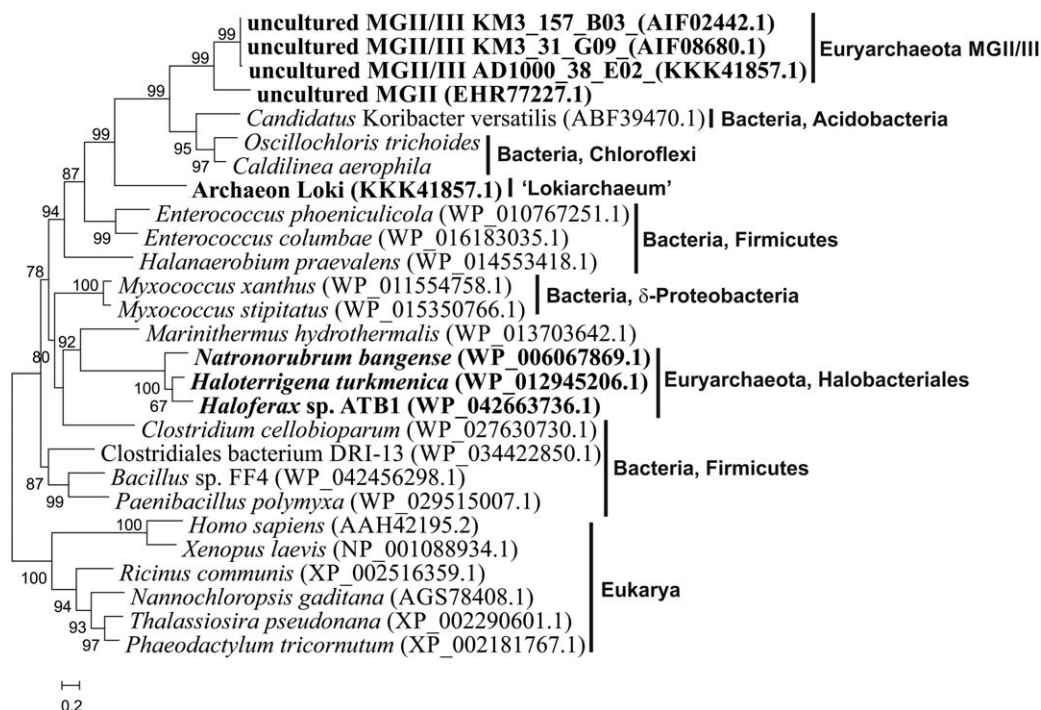 99
uncultured MGII/III KM3_157_B03_(AIF02442.1)
uncultured MGII/III KM3_31_G09_(AIF08680.1)
Euryarchaeota MGII/III
99
uncultured MGII/III AD1000_38_E02_(KKK41857.1)
99
uncultured MGII (EHR77227.1)
Candidatus Koribacter versatilis (ABF39470.1)
Bacteria, Acidobacteria
99
95
Oscillochloris trichoides
Bacteria, Chloroflexi
97
Caldilinea aerophila
87
Archaeon Loki (KKK41857.1)
'Lokiarchaeum'
94
Enterococcus phoeniculicola (WP_010767251.1)
99
Enterococcus columbae (WP_016183035.1)
Bacteria, Firmicutes
Halanaerobium praevalens (WP_014553418.1)
78
100
Myxococcus xanthus (WP_011554758.1)
Bacteria, δ-Proteobacteria
Myxococcus stipitatus (WP_015350766.1)
92
Marinithermus hydrothermalis (WP_013703642.1)
80
Natronorubrum bangense (WP_006067869.1)
100
Haloterrigena turkmenica (WP_012945206.1)
Euryarchaeota, Halobacteriales
67
Haloferax sp. ATB1 (WP_042663736.1)
Clostridium cellobioparum (WP_027630730.1)
Clostridiales bacterium DRI-13 (WP_034422850.1)
Bacteria, Firmicutes
87
Bacillus sp. FF4 (WP_042456298.1)
99
Paenibacillus polymyxa (WP_029515007.1)
100
Homo sapiens (AAH42195.2)
Xenopus laevis (NP_001088934.1)
100
Ricinus communis (XP_002516359.1)
Eukarya
94
Nannochloropsis gaditana (AGS78408.1)
93
Thalassiosira pseudonana (XP_002290601.1)
97
Phaeodactylum tricornutum (XP_002181767.1)
0.2